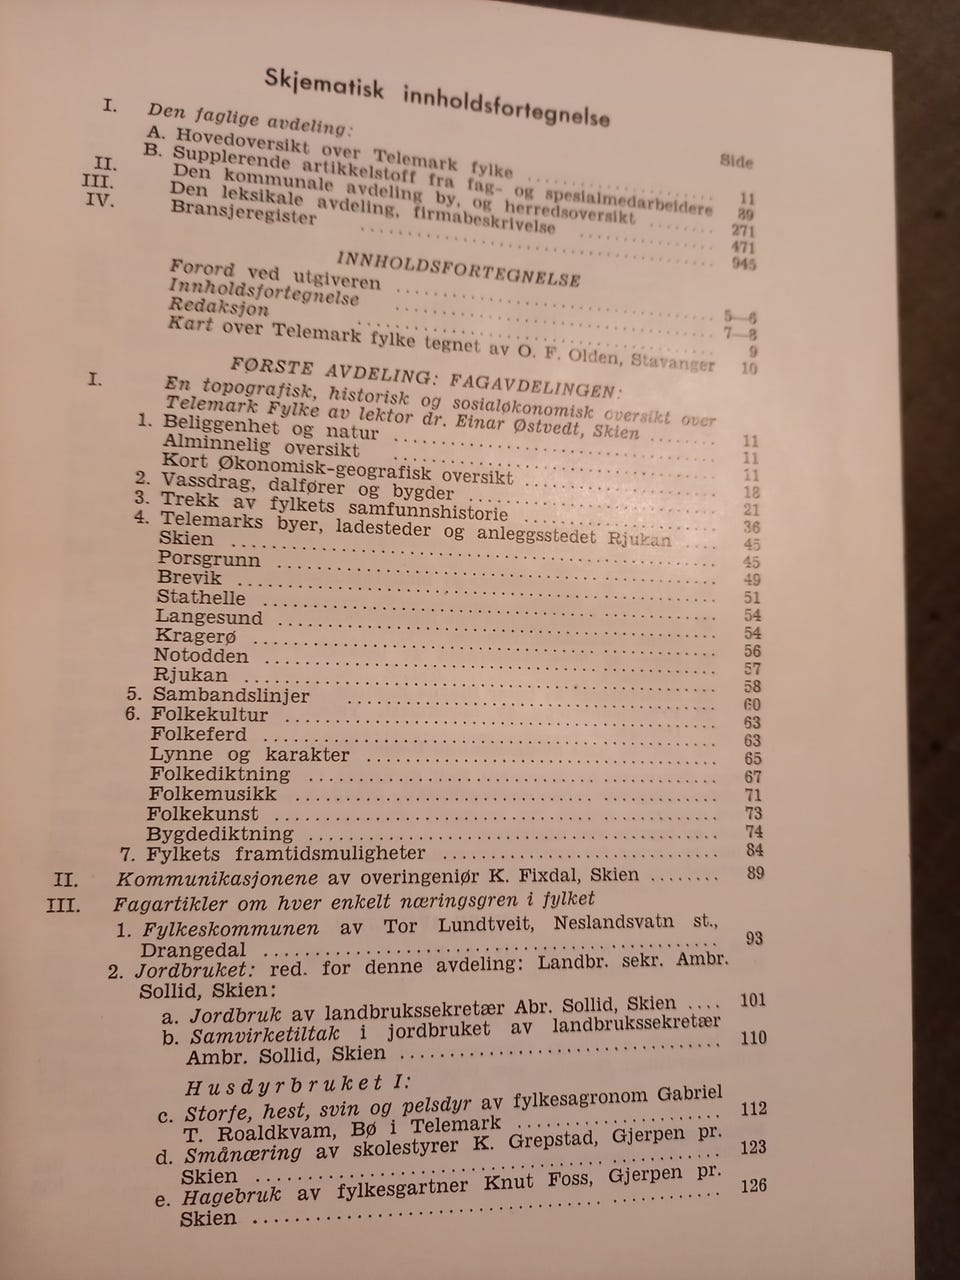 Skjematisk innholdsfortegnelse
Side
I. Den faglige avdeling:
A. Hovedoversikt over Telemark fylke .................... 11
B. Supplerende artikkelstoff fra fag- og spesialmedarbeidere 89
II. Den kommunale avdeling by, og herredsoversikt ........ 271
III. Den leksikale avdeling, firmabeskrivelse .............. 471
IV. Bransjeregister .................... 945
INNHOLDSFORTEGNELSE
Forord ved utgiveren .................... 5—6
Innholdsfortegnelse .................... 7—8
Redaksjon .................... 9
Kart over Telemark fylke tegnet av O. F. Olden, Stavanger 10
FØRSTE AVDELING: FAGAVDELINGEN:
I. En topografisk, historisk og sosialøkonomisk oversikt over
Telemark Fylke av lektor dr. Einar Østvedt, Skien ........ 11
1. Beliggenhet og natur .................... 11
Alminnelig oversikt .................... 11
Kort Økonomisk-geografisk oversikt .................... 18
2. Vassdrag, dalfører og bygder .................... 21
3. Trekk av fylkets samfunnshistorie .................... 36
4. Telemarks byer, ladesteder og anleggsstedet Rjukan .... 45
Skien .................... 45
Porsgrunn .................... 49
Brevik .................... 51
Stathelle .................... 54
Langesund .................... 54
Kragerø .................... 56
Notodden .................... 57
Rjukan .................... 58
5. Sambandslinjer .................... 60
6. Folkekultur .................... 63
Folkeferd .................... 63
Lynne og karakter .................... 65
Folkediktning .................... 67
Folkemusikk .................... 71
Folkekunst .................... 73
Bygdediktning .................... 74
7. Fylkets framtidsmuligheter .................... 84
II. Kommunikasjonene av overingeniør K. Fixdal, Skien ........ 89
III. Fagartikler om hver enkelt næringsgren i fylket
1. Fylkeskommunen av Tor Lundtveit, Neslandsvatn st.,
Drangedal .................... 93
2. Jordbruket: red. for denne avdeling: Landbr. sekr. Ambr.
Sollid, Skien:
a. Jordbruk av landbrukssekretær Abr. Sollid, Skien .... 101
b. Samvirketiltak i jordbruket av landbrukssekretær
Ambr. Sollid, Skien .................... 110
Husdyrbruket I:
c. Storfe, hest, svin og pelsdyr av fylkesagronom Gabriel
T. Roaldkvam, Bø i Telemark .................... 112
d. Smånæring av skolestyrer K. Grepstad, Gjerpen pr.
Skien .................... 123
e. Hagebruk av fylkesgartner Knut Foss, Gjerpen pr.
Skien .................... 126